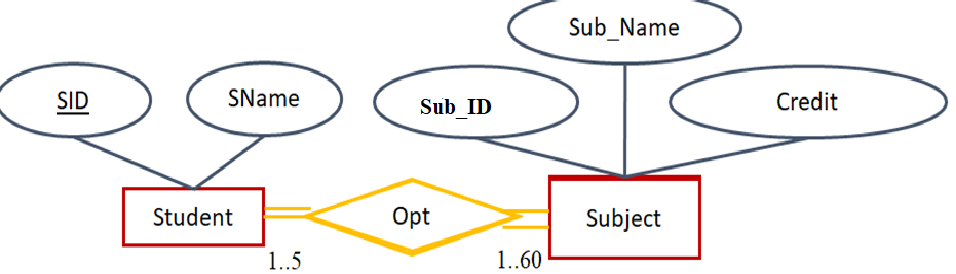 Sub_Name
SID
SName
Sub_ID
Credit
Student
Opt
Subject
1..5
1..60